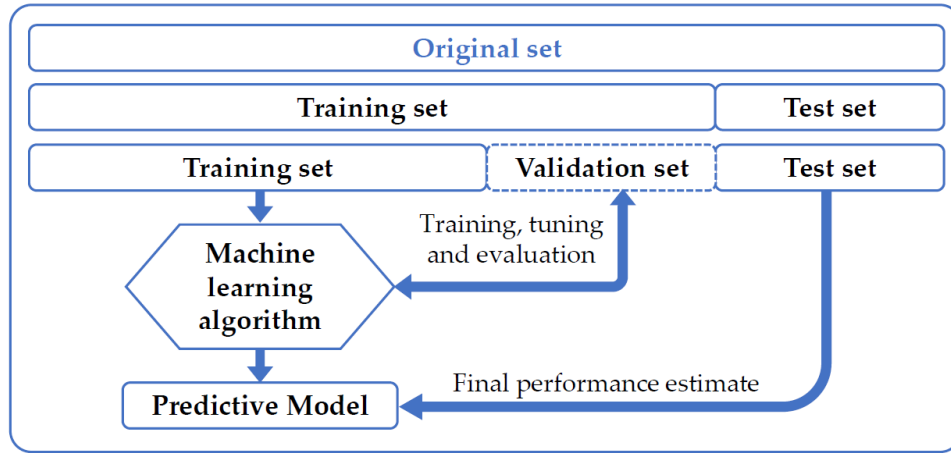 Original set
Training set
Test set
Training set
Validation set
Test set
Training, tuning
and evaluation
Machine
learning
algorithm
Final performance estimate
Predictive Model